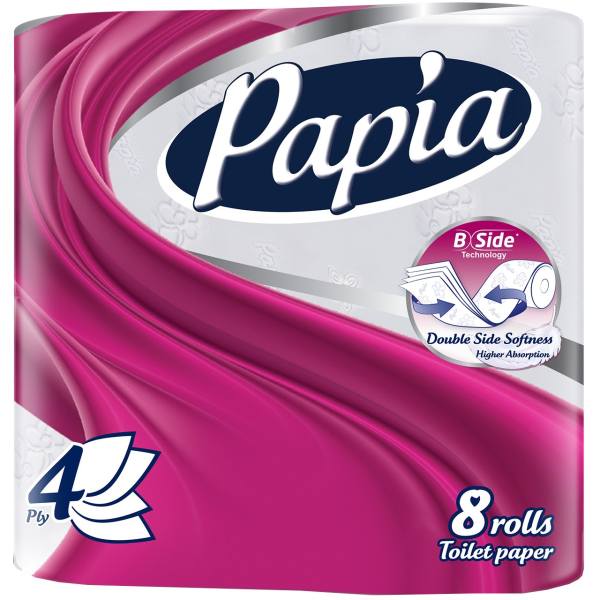 Papia
B Side*
Technology
Double Side Softness
Higher Absorption
4
Ply
8 rolls
Toilet paper